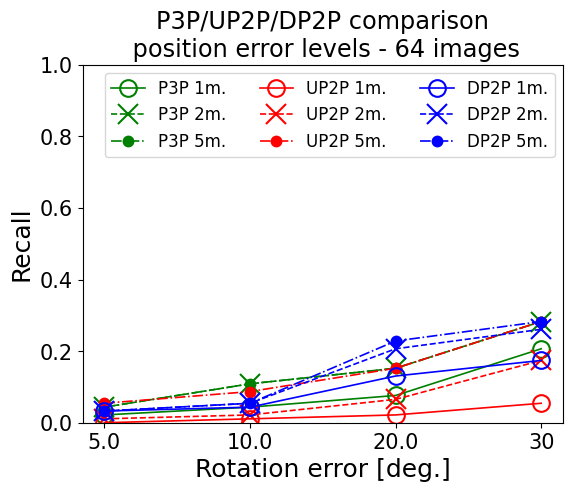 P3P/UP2P/DP2P comparison
position error levels - 64 images
P3P 1m.
P3P 2m.
P3P 5m.
UP2P 1m.
UP2P 2m.
UP2P 5m.
DP2P 1m.
DP2P 2m.
DP2P 5m.
Recall
1.0
0.8
0.6
0.4
0.2
0.0
5.0 10.0 20.0 30
Rotation error [deg.]